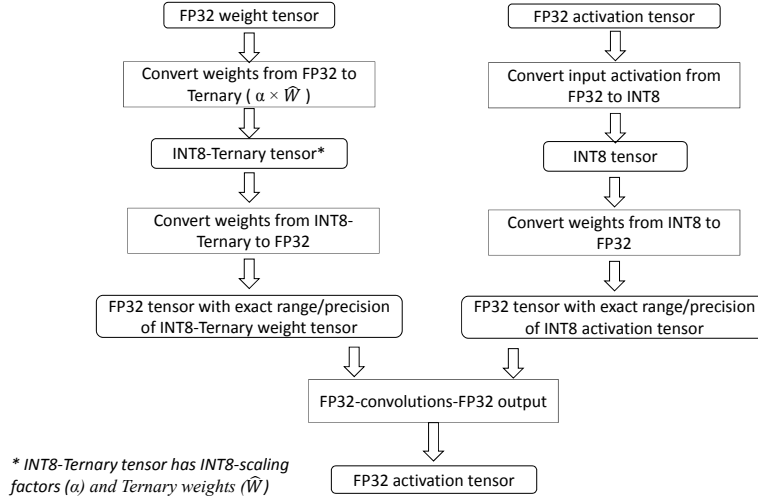 FP32 weight tensor
Convert weights from FP32 to
Ternary ( α × Ŵ )
INT8-Ternary tensor*
Convert weights from INT8-
Ternary to FP32
FP32 tensor with exact range/precision
of INT8-Ternary weight tensor
FP32 activation tensor
Convert input activation from
FP32 to INT8
INT8 tensor
Convert weights from INT8 to
FP32
FP32 tensor with exact range/precision
of INT8 activation tensor
FP32-convolutions-FP32 output
FP32 activation tensor
* INT8-Ternary tensor has INT8-scaling
factors (α) and Ternary weights (Ŵ)